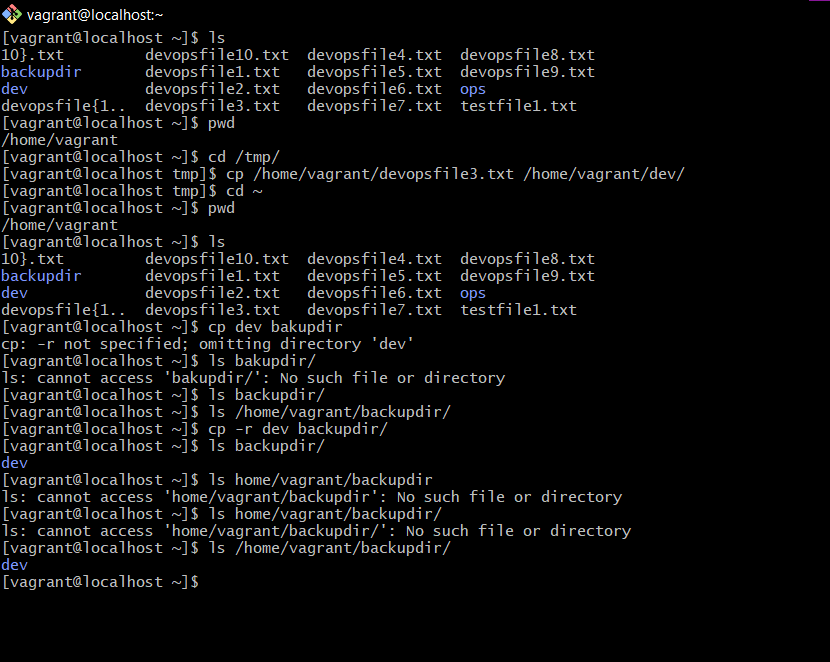 vagrant@localhost:~
[vagrant@localhost ~]$ ls
10}.txt         devopsfile10.txt  devopsfile4.txt  devopsfile8.txt
backupdir       devopsfile1.txt   devopsfile5.txt  devopsfile9.txt
dev             devopsfile2.txt   devopsfile6.txt  ops
devopsfile{1..  devopsfile3.txt   devopsfile7.txt  testfile1.txt
[vagrant@localhost ~]$ pwd
/home/vagrant
[vagrant@localhost ~]$ cd /tmp/
[vagrant@localhost tmp]$ cp /home/vagrant/devopsfile3.txt /home/vagrant/dev/
[vagrant@localhost tmp]$ cd ~
[vagrant@localhost ~]$ pwd
/home/vagrant
[vagrant@localhost ~]$ ls
10}.txt         devopsfile10.txt  devopsfile4.txt  devopsfile8.txt
backupdir       devopsfile1.txt   devopsfile5.txt  devopsfile9.txt
dev             devopsfile2.txt   devopsfile6.txt  ops
devopsfile{1..  devopsfile3.txt   devopsfile7.txt  testfile1.txt
[vagrant@localhost ~]$ cp dev bakupdir
cp: -r not specified; omitting directory 'dev'
[vagrant@localhost ~]$ ls bakupdir/
ls: cannot access 'bakupdir/': No such file or directory
[vagrant@localhost ~]$ ls backupdir/
[vagrant@localhost ~]$ ls /home/vagrant/backupdir/
[vagrant@localhost ~]$ cp -r dev backupdir/
[vagrant@localhost ~]$ ls backupdir/
dev
[vagrant@localhost ~]$ ls home/vagrant/backupdir
ls: cannot access 'home/vagrant/backupdir': No such file or directory
[vagrant@localhost ~]$ ls home/vagrant/backupdir/
ls: cannot access 'home/vagrant/backupdir/': No such file or directory
[vagrant@localhost ~]$ ls /home/vagrant/backupdir/
dev
[vagrant@localhost ~]$